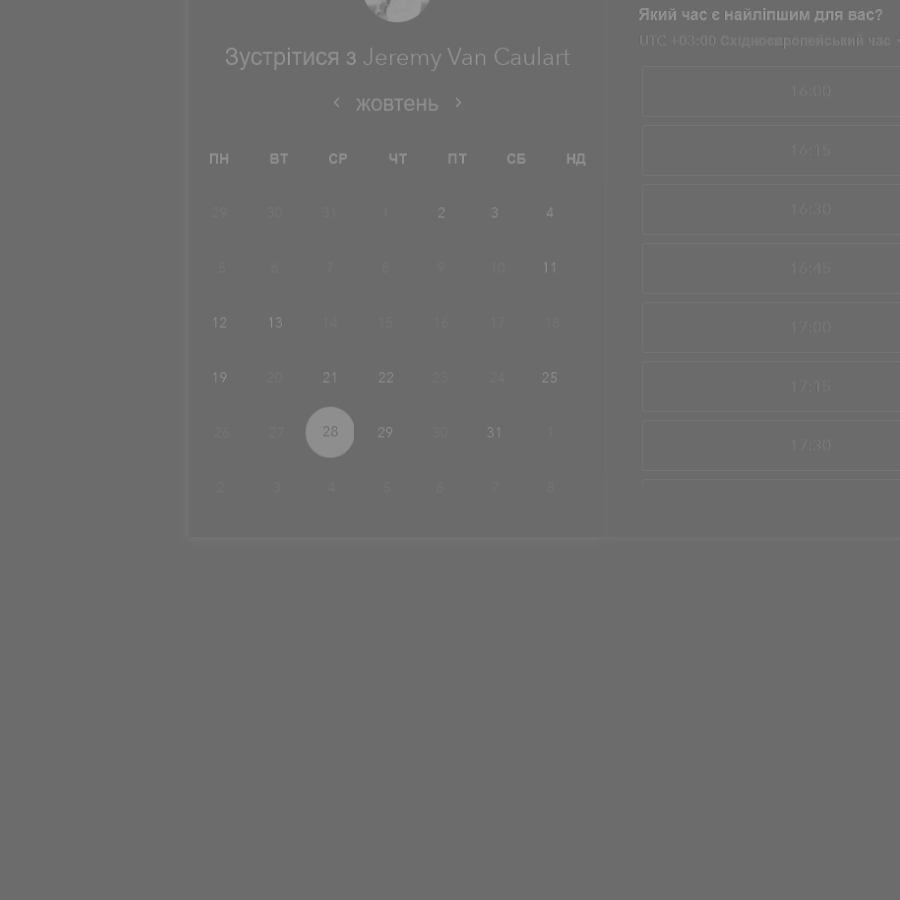 Зустрітися з Jeremy Van Caulart
жовтень
ПН ВТ СР ЧТ ПТ СБ НД
29 30 31 1 2 3 4
5 6 7 8 9 10 11
12 13 14 15 16 17 18
19 20 21 22 23 24 25
26 27 28 29 30 31 1
2 3 4 5 6 7 8
Який час є найліпшим для вас?
UTC +03:00 Східноєвропейський час
16:00
16:15
16:30
16:45
17:00
17:15
17:30